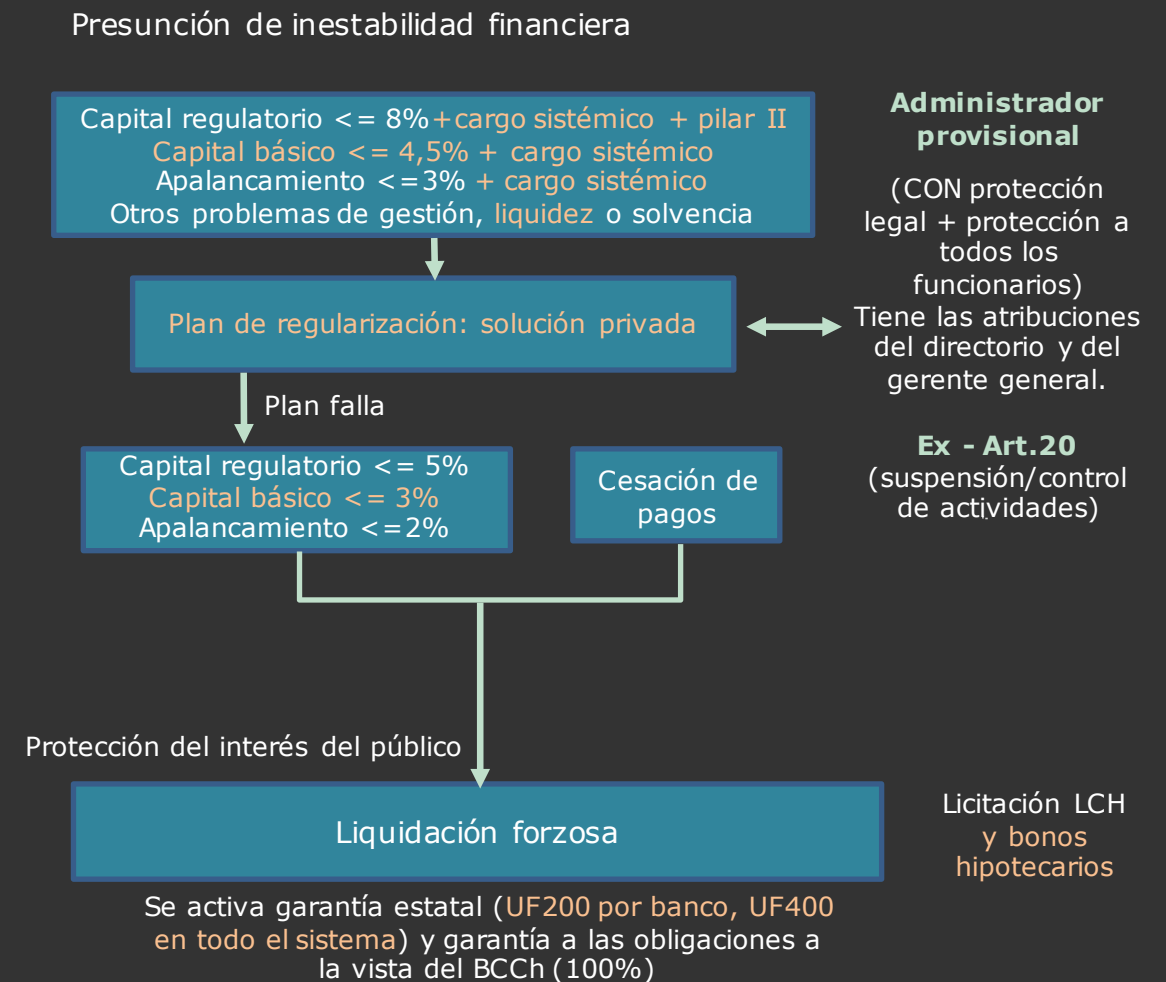 Presunción de inestabilidad financiera
Capital regulatorio <= 8%+cargo sistémico + pilar II
Capital básico <= 4,5% + cargo sistémico
Apalancamiento <=3% + cargo sistémico
Otros problemas de gestión, liquidez o solvencia
Administrador
provisional
(CON protección
legal + protección a
todos los
funcionarios)
Tiene las atribuciones
del directorio y del
gerente general.
Plan de regularización: solución privada
Plan falla
Ex - Art.20
(suspensión/control
de actividades)
Capital regulatorio <= 5%
Capital básico <= 3%
Apalancamiento <=2%
Cesación de
pagos
Protección del interés del público
Liquidación forzosa
Licitación LCH
y bonos
hipotecarios
Se activa garantía estatal (UF200 por banco, UF400
en todo el sistema) y garantía a las obligaciones a
la vista del BCCh (100%)